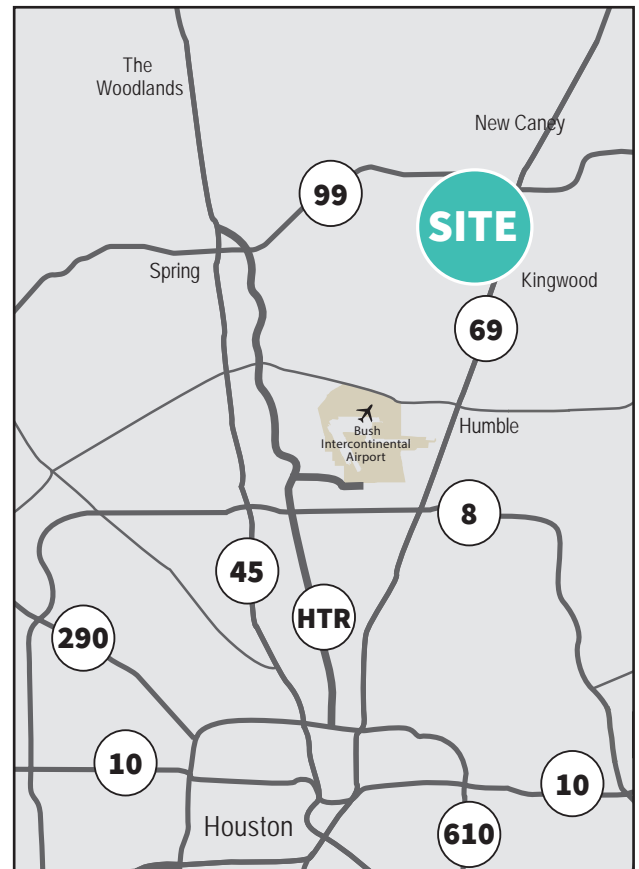 The
Woodlands
New Caney
99
SITE
Spring
Kingwood
69
Bush
Intercontinental
Airport
Humble
8
45
HTR
290
10
10
Houston
610